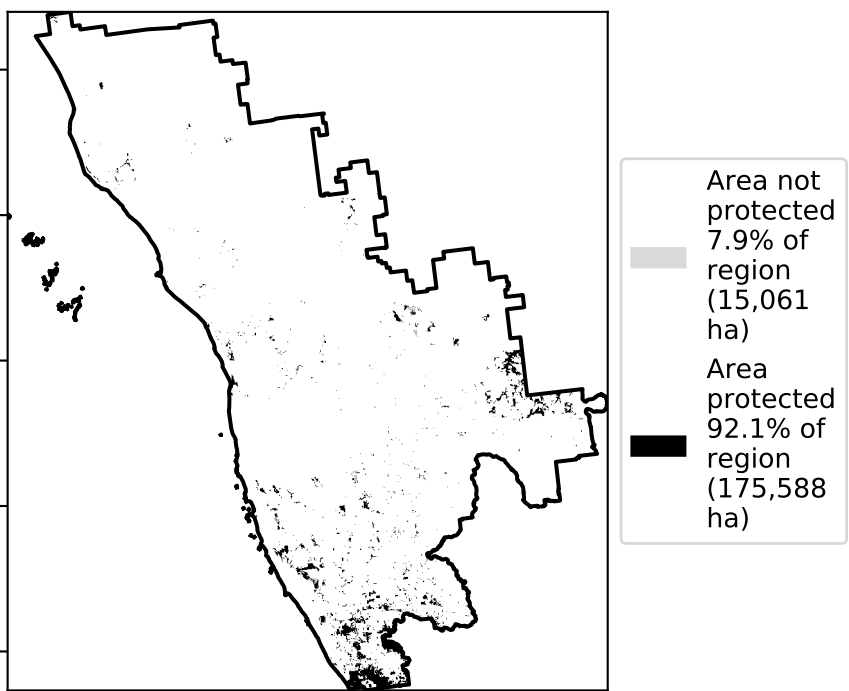 Area not
protected
7.9% of
region
(15,061
ha)
Area
protected
92.1% of
region
(175,588
ha)